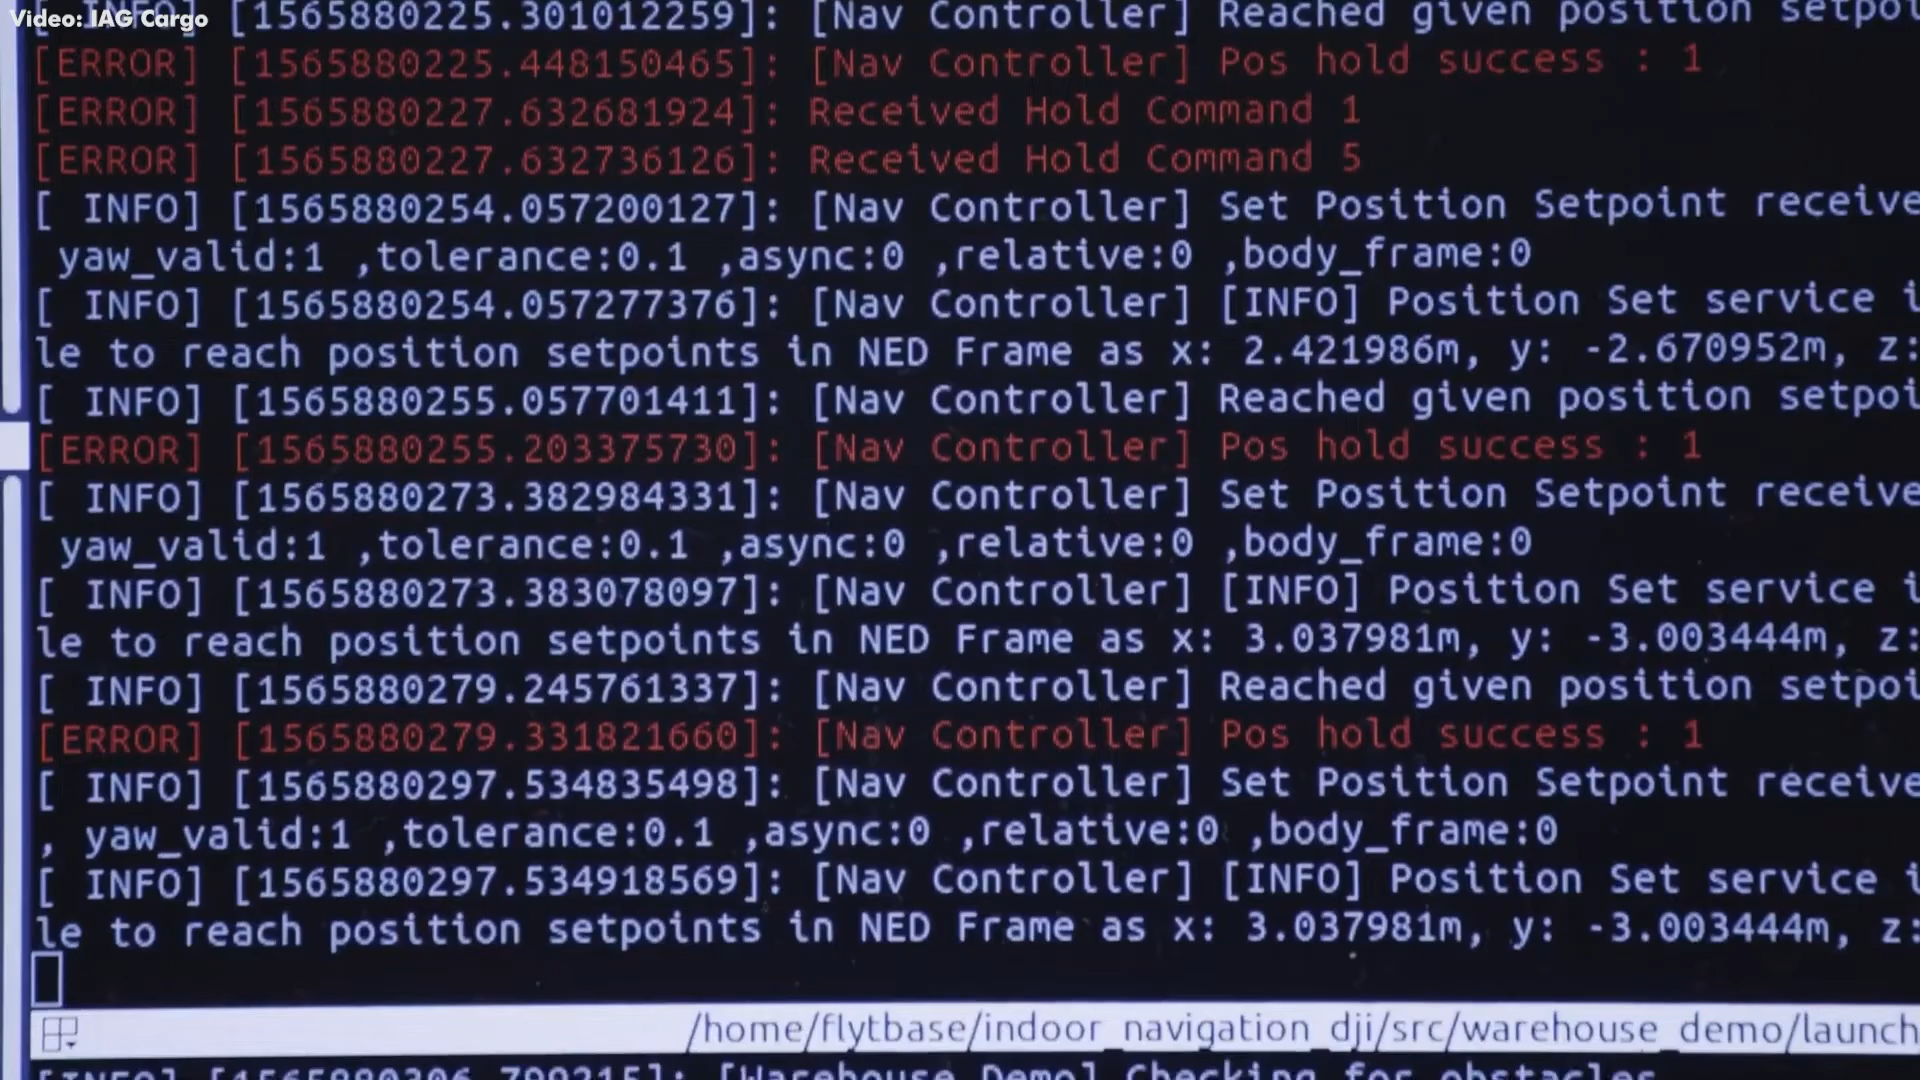 Video: IAG Cargo
[ INFO] [1565880225.301012259]: [Nav Controller] Reached given position
[ERROR] [1565880225.448150465]: [Nav Controller] Pos hold success : 1
[ERROR] [1565880227.632681924]: Received Hold Command 1
[ERROR] [1565880227.632736126]: Received Hold Command 5
[ INFO] [1565880254.057200127]: [Nav Controller] Set Position Setpoint receive
yaw_valid:1 ,tolerance:0.1 ,async:0 ,relative:0 ,body_frame:0
[ INFO] [1565880254.057277376]: [Nav Controller] [INFO] Position Set service i
le to reach position setpoints in NED Frame as x: 2.421986m, y: -2.670952m, z:
[ INFO] [1565880255.057701411]: [Nav Controller] Reached given position setpoi
[ERROR] [1565880255.203375730]: [Nav Controller] Pos hold success : 1
[ INFO] [1565880273.382984331]: [Nav Controller] Set Position Setpoint receive
yaw_valid:1 ,tolerance:0.1 ,async:0 ,relative:0 ,body_frame:0
[ INFO] [1565880273.383078097]: [Nav Controller] [INFO] Position Set service i
le to reach position setpoints in NED Frame as x: 3.037981m, y: -3.003444m, z:
[ INFO] [1565880279.245761337]: [Nav Controller] Reached given position setpoi
[ERROR] [1565880279.331821660]: [Nav Controller] Pos hold success : 1
[ INFO] [1565880297.534835498]: [Nav Controller] Set Position Setpoint receive
, yaw_valid:1 ,tolerance:0.1 ,async:0 ,relative:0 ,body_frame:0
[ INFO] [1565880297.534918569]: [Nav Controller] [INFO] Position Set service i
le to reach position setpoints in NED Frame as x: 3.037981m, y: -3.003444m, z:
/home/flytbase/indoor_navigation_dji/src/warehouse_demo/launch
[INFO] [1565880306.799215]: [Warehouse Demo] Checking for obstacles